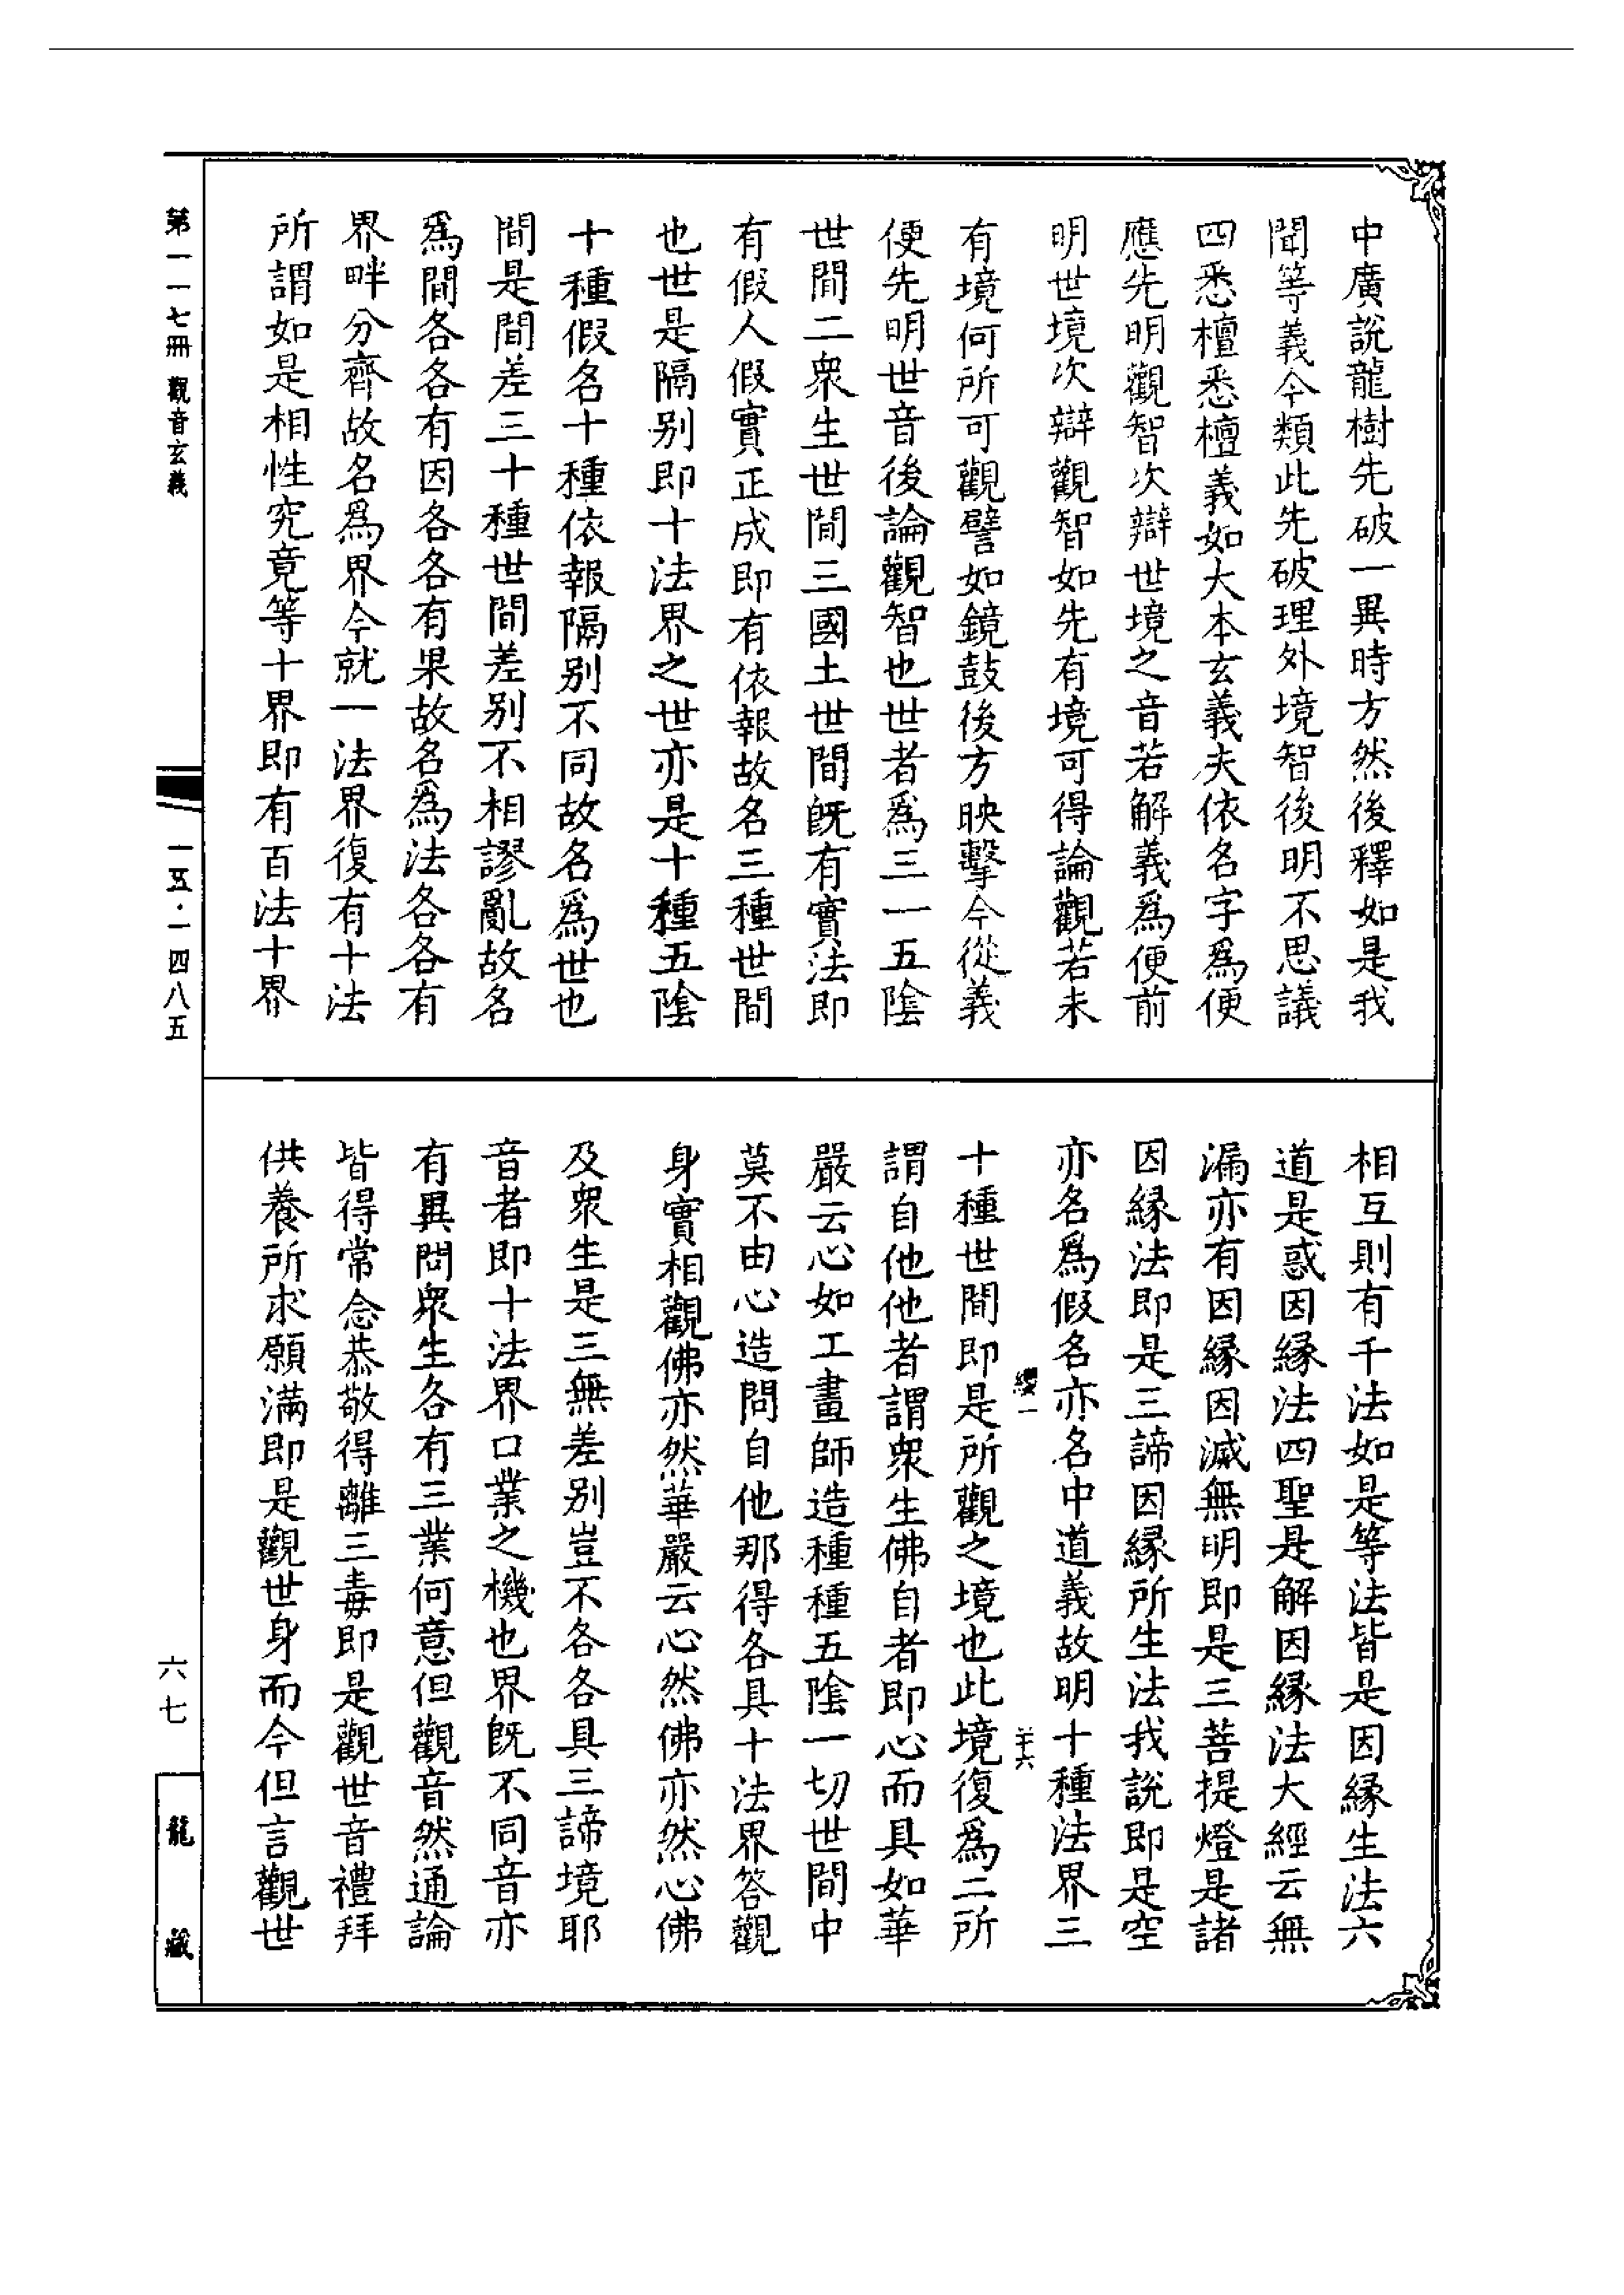 中廣說龍樹先破一異時方然後釋如是我
聞等義今類此先破理外境智後明不思議
四悉檀悉檀義如大本玄義夫依名字爲便
應先明觀智次辯世境之音若解義爲便前
明世境次辯觀智如先有境可得論觀若未
有境何所可觀譬如鏡鼓後方映擊今從義
便先明世音後論觀智也世者爲三一五陰
世間二衆生世間三國土世間既有實法即
有假人假實正成即有依報故名三種世間
也世是隔别即十法界之世亦是十種五陰
十種假名十種依報隔别不同故名爲世也
間是間差三十種世間差别不相謬亂故名
爲間各各有因各各有果故名爲法各各有
界畔分齊故名爲界今就一法界復有十法
所謂如是相性究竟等十界即有百法十界
相互則有千法如是等法皆是因緣生法六
道是惑因緣法四聖是解因緣法大經云無
漏亦有因緣因滅無明即是三菩提燈是諸
因緣法即是三諦因緣所生法我說即是空
亦名爲假名亦名中道義故明十種法界三
纓一
羊六
十種世間即是所觀之境也此境復爲二所
謂自他他者謂衆生佛自者即心而具如華
嚴云心如工畫師造種種五陰一切世間中
莫不由心造問自他那得各具十法界答觀
身實相觀佛亦然華嚴云心然佛亦然心佛
及衆生是三無差别豈不各各具三諦境耶
音者即十法界口業之機也界既不同音亦
有異問衆生各有三業何意但觀音然通論
皆得常念恭敬得離三毒即是觀世音禮拜
供養所求願滿即是觀世身而今但言觀世
第一一七冊 觀音玄義
一五·一四八五
六七
龍藏